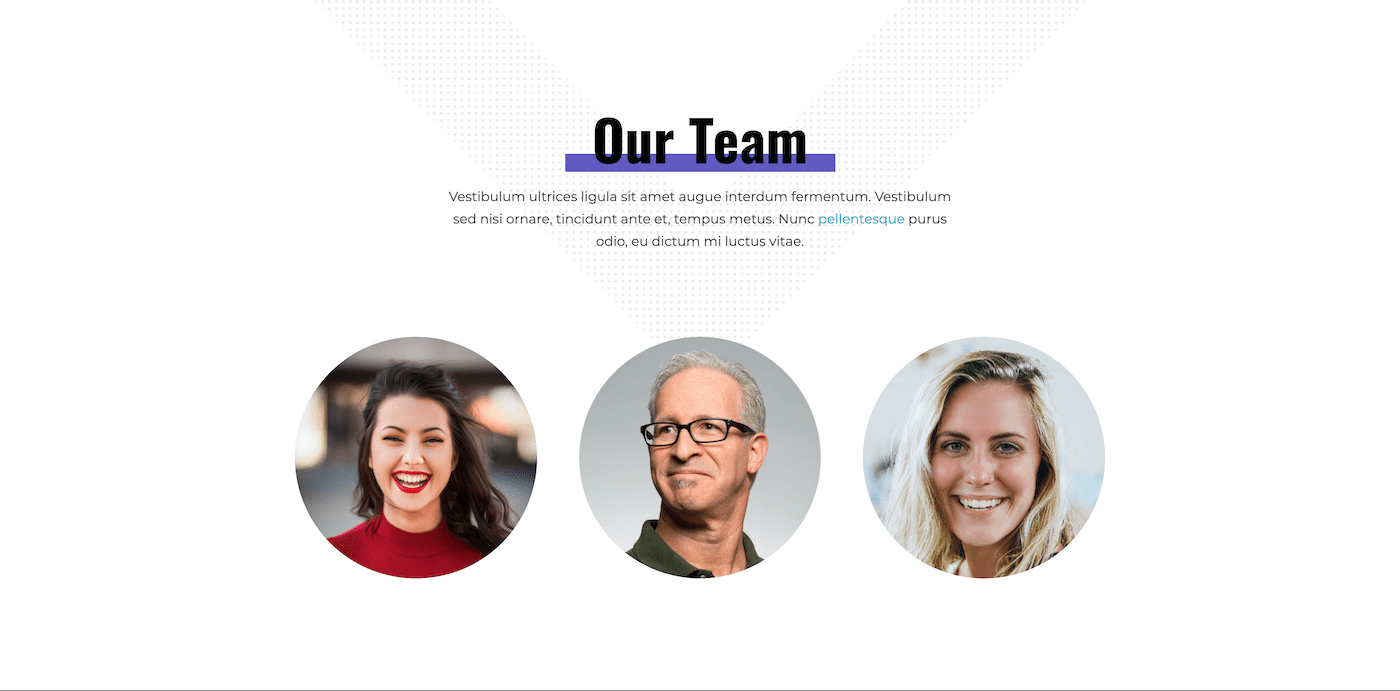 Our Team
Vestibulum ultrices ligula sit amet augue interdum fermentum. Vestibulum
sed nisi ornare, tincidunt ante et, tempus metus. Nunc pellentesque purus
odio, eu dictum mi luctus vitae.